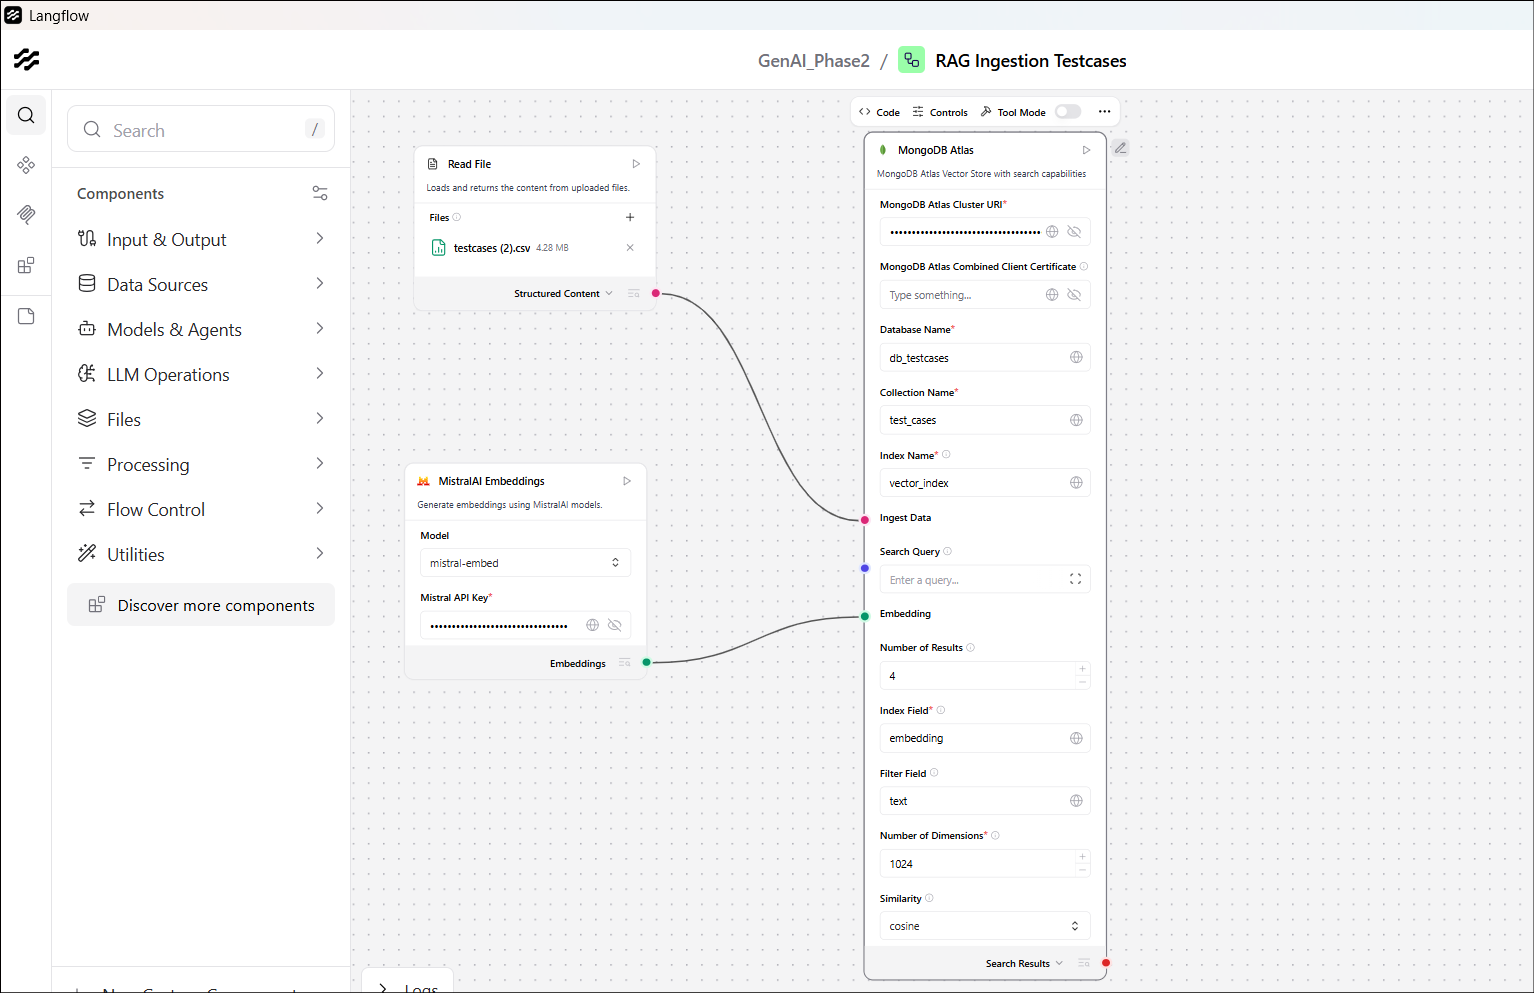 Langflow
GenAI_Phase2 / RAG Ingestion Testcases
Search /
Components
Input & Output
Data Sources
Models & Agents
LLM Operations
Files
Processing
Flow Control
Utilities
Discover more components
Read File
Loads and returns the content from uploaded files.
Files
testcases (2).csv 4.28 MB
Structured Content
MistralAI Embeddings
Generate embeddings using MistralAI models.
Model
mistral-embed
Mistral API Key*
••••••••••••••••••••••••••••••••
Embeddings
Code Controls Tool Mode
MongoDB Atlas
MongoDB Atlas Vector Store with search capabilities
MongoDB Atlas Cluster URI*
•••••••••••••••••••••••••••••••••••
MongoDB Atlas Combined Client Certificate
Type something...
Database Name*
db_testcases
Collection Name*
test_cases
Index Name*
vector_index
Ingest Data
Search Query
Enter a query...
Embedding
Number of Results
4
Index Field*
embedding
Filter Field
text
Number of Dimensions*
1024
Similarity
cosine
Search Results
Logs